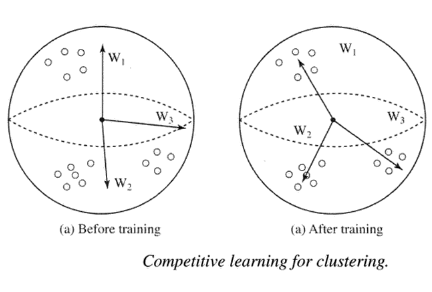 W1
W3
W2
(a) Before training
W1
W3
W2
(a) After training
Competitive learning for clustering.